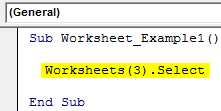 (General)
Sub Worksheet_Example1()
Worksheets(3).Select
End Sub